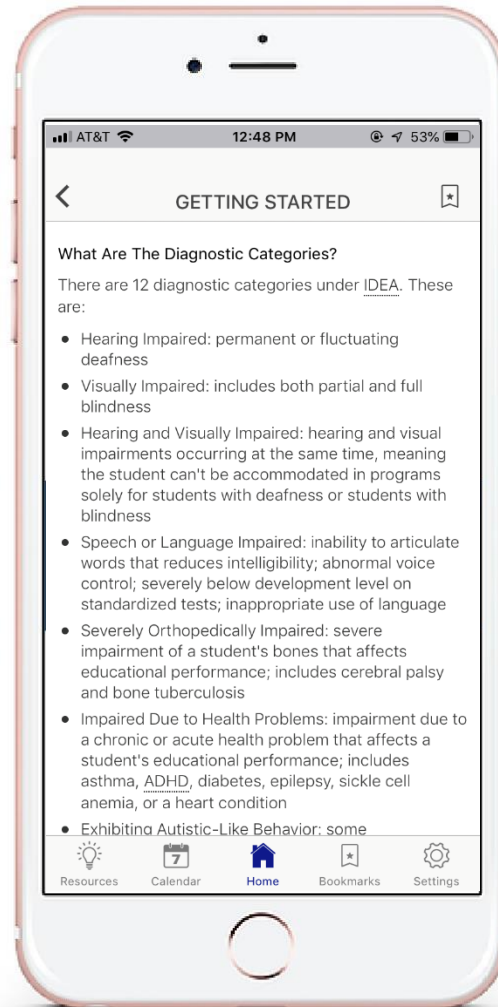 AT&T 12:48 PM 53%
GETTING STARTED
What Are The Diagnostic Categories?
There are 12 diagnostic categories under IDEA. These
are:
• Hearing Impaired: permanent or fluctuating
deafness
• Visually Impaired: includes both partial and full
blindness
• Hearing and Visually Impaired: hearing and visual
impairments occurring at the same time, meaning
the student can't be accommodated in programs
solely for students with deafness or students with
blindness
• Speech or Language Impaired: inability to articulate
words that reduces intelligibility; abnormal voice
control; severely below development level on
standardized tests; inappropriate use of language
• Severely Orthopedically Impaired: severe
impairment of a student's bones that affects
educational performance; includes cerebral palsy
and bone tuberculosis
• Impaired Due to Health Problems: impairment due to
a chronic or acute health problem that affects a
student's educational performance; includes
asthma, ADHD, diabetes, epilepsy, sickle cell
anemia, or a heart condition
• Exhibiting Autistic-Like Behavior: some
7
Resources Calendar Home Bookmarks Settings